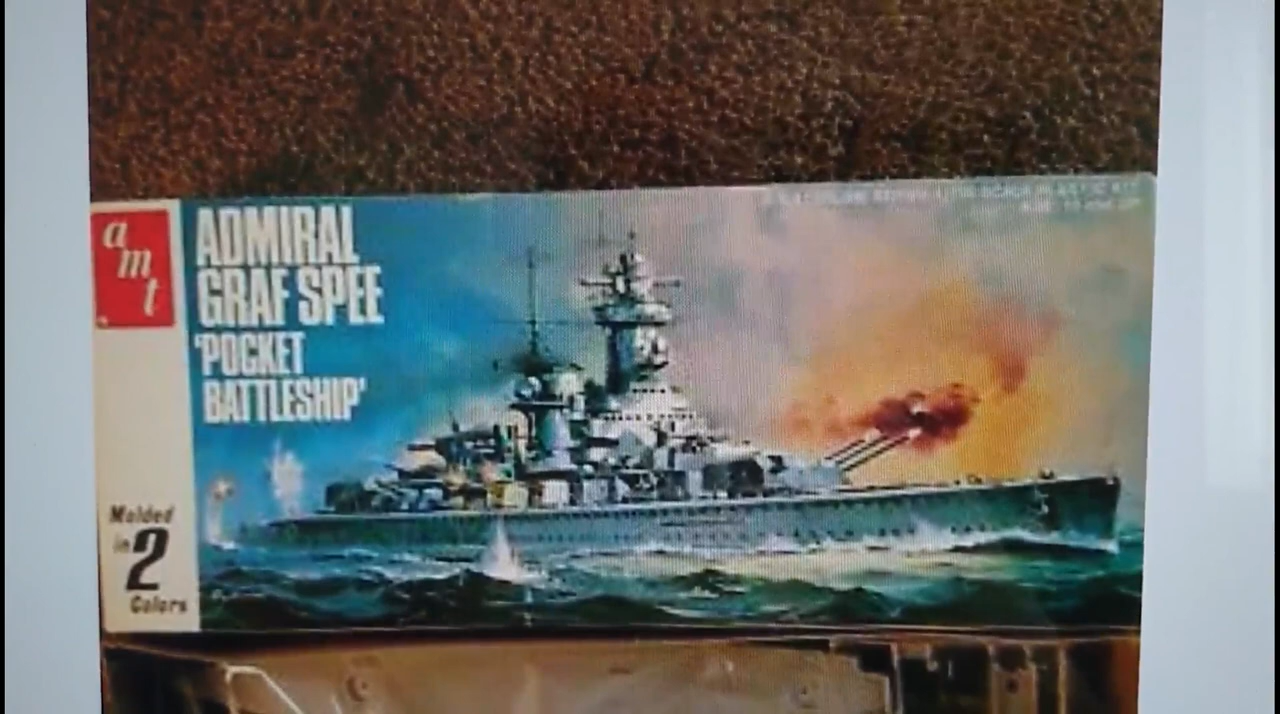 amt
ADMIRAL
GRAF SPEE
'POCKET
BATTLESHIP'
Molded
in 2
Colors